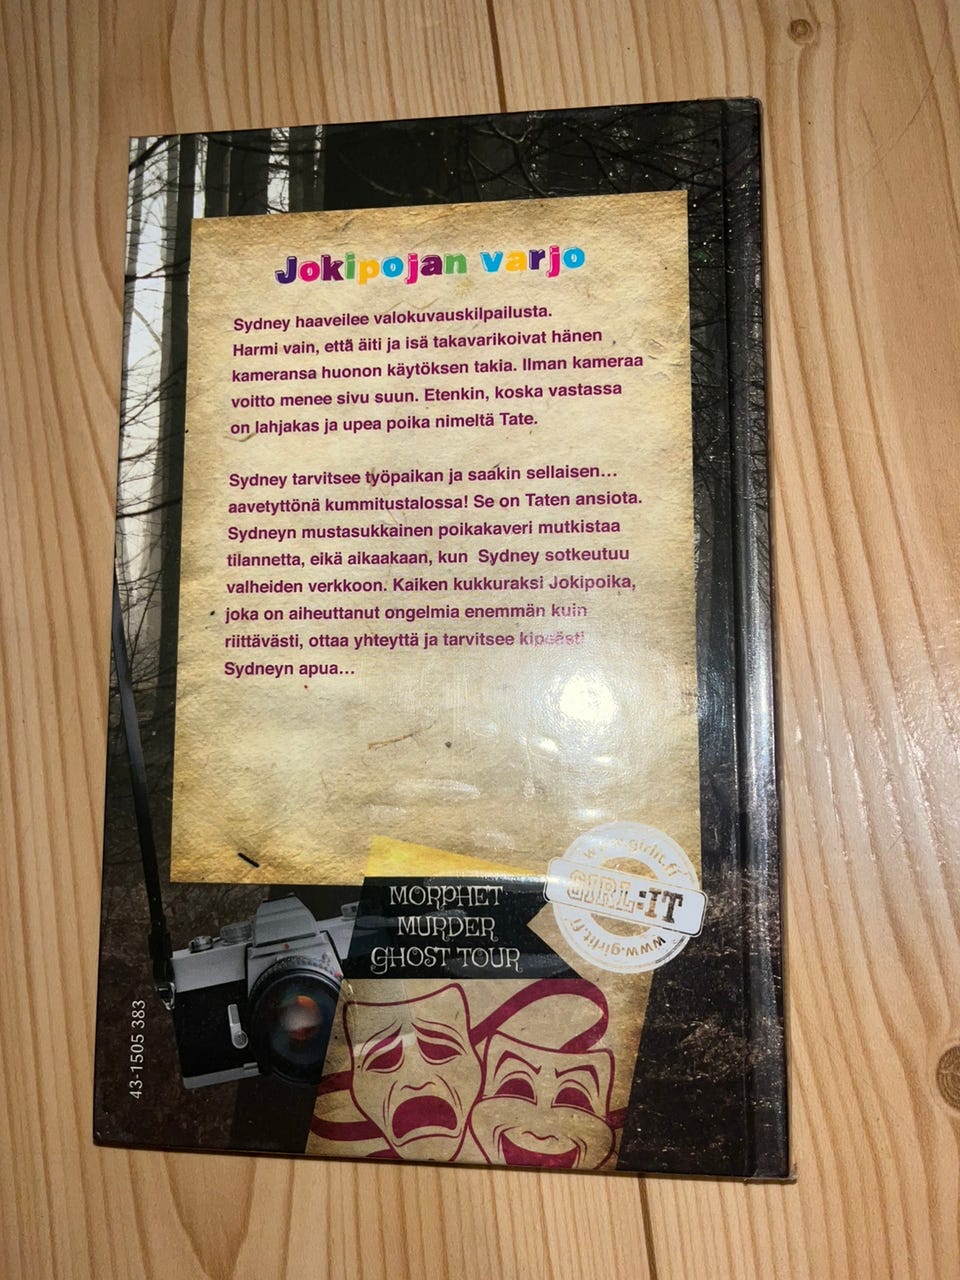 Jokipojan varjo
Sydney haaveilee valokuvauskilpailusta.
Harmi vain, että äiti ja isä takavarikoivat hänen
kameransa huonon käytöksen takia. Ilman kameraa
voitto menee sivu suun. Etenkin, koska vastassa
on lahjakas ja upea poika nimeltä Tate.
Sydney tarvitsee työpaikan ja saakin sellaisen...
aavetyttönä kummitustalossa! Se on Taten ansiota.
Sydneyn mustasukkainen poikakaveri mutkistaa
tilannetta, eikä aikaakaan, kun Sydney sotkeutuu
valheiden verkkoon. Kaiken kukkuraksi Jokipoika,
joka on aiheuttanut ongelmia enemmän kuin
riittävästi, ottaa yhteyttä ja tarvitsee kipeästi
Sydneyn apua...
www.girlit.fi
GIRL:IT
www.girlit.fi
MORPHET
MURDER
GHOST TOUR
43-1505 383